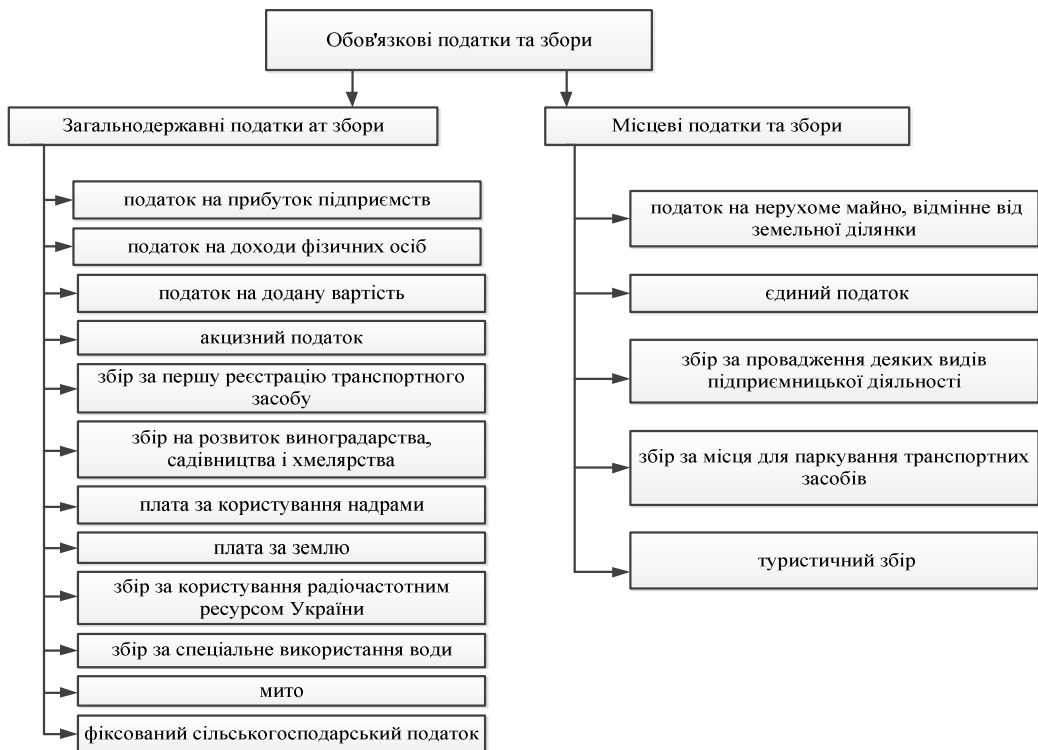 Обов'язкові податки та збори
Загальнодержавні податки ат збори
податок на прибуток підприємств
податок на доходи фізичних осіб
податок на додану вартість
акцизний податок
збір за першу реєстрацію транспортного
засобу
збір на розвиток виноградарства,
садівництва і хмелярства
плата за користування надрами
плата за землю
збір за користування радіочастотним
ресурсом України
збір за спеціальне використання води
мито
фіксований сільськогосподарський податок
Місцеві податки та збори
податок на нерухоме майно, відмінне від
земельної ділянки
єдиний податок
збір за провадження деяких видів
підприємницької діяльності
збір за місця для паркування транспортних
засобів
туристичний збір